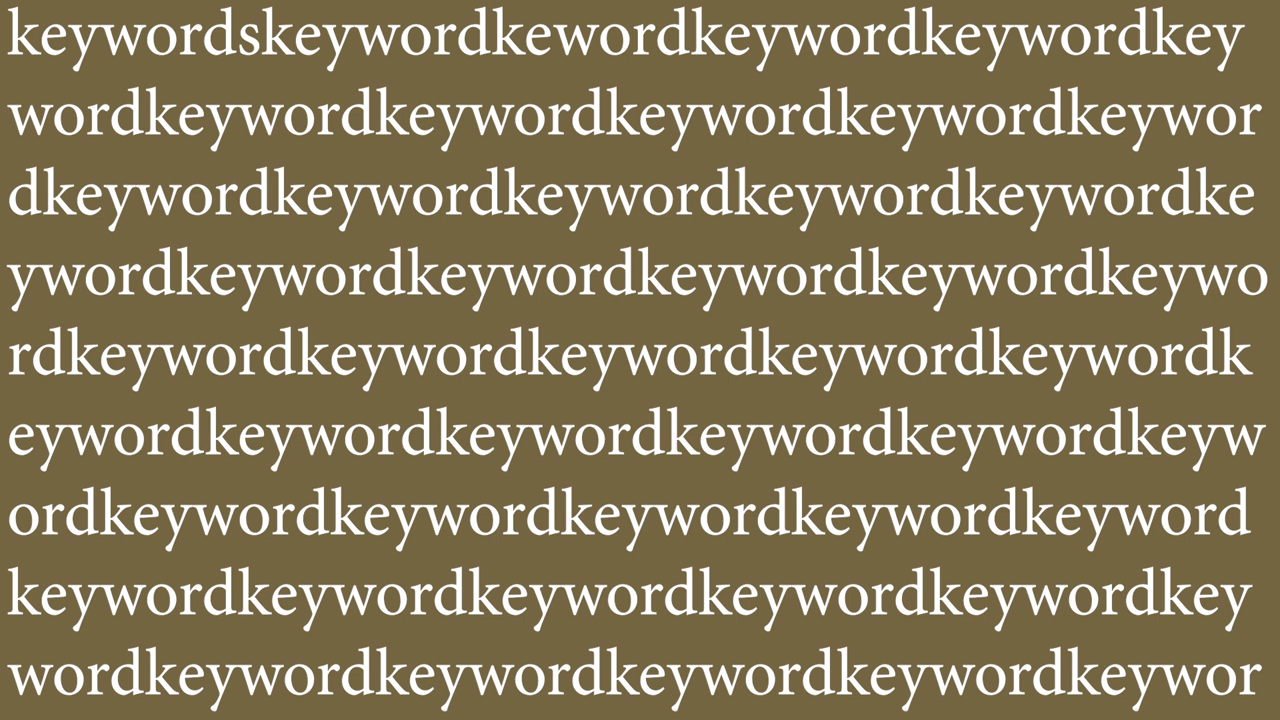 keywordskeywordkewordkeywordkeywordkey
wordkeywordkeywordkeywordkeywordkeywor
dkeywordkeywordkeywordkeywordkeywordke
ywordkeywordkeywordkeywordkeywordkeywo
rdkeywordkeywordkeywordkeywordkeywordk
eywordkeywordkeywordkeywordkeywordkeyw
ordkeywordkeywordkeywordkeywordkeyword
keywordkeywordkeywordkeywordkeywordkey
wordkeywordkeywordkeywordkeywordkeywor